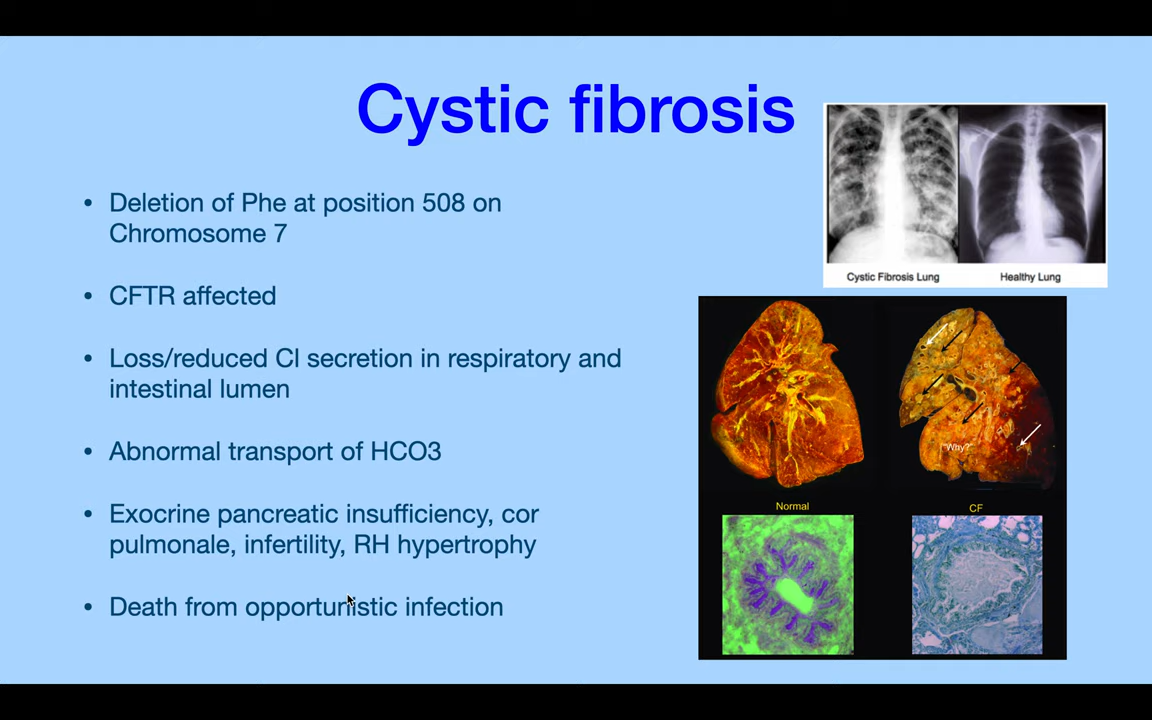 Cystic fibrosis
• Deletion of Phe at position 508 on
Chromosome 7
• CFTR affected
• Loss/reduced Cl secretion in respiratory and
intestinal lumen
• Abnormal transport of HCO3
• Exocrine pancreatic insufficiency, cor
pulmonale, infertility, RH hypertrophy
• Death from opportunistic infection
Cystic Fibrosis Lung
Healthy Lung
"Why?"
Normal
CF